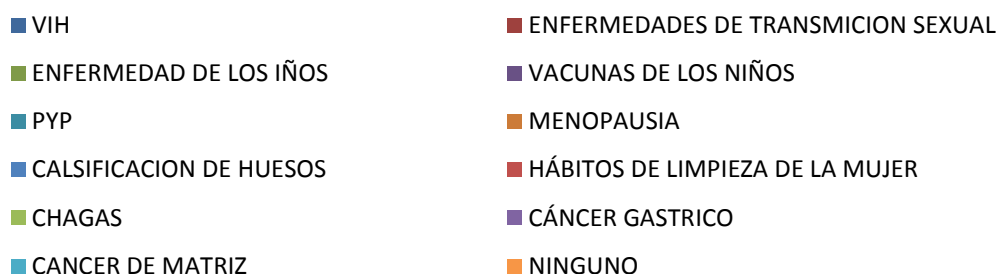 VIH
ENFERMEDADES DE TRANSMICION SEXUAL
ENFERMEDAD DE LOS IÑOS
VACUNAS DE LOS NIÑOS
PYP
MENOPAUSIA
CALSIFICACION DE HUESOS
HÁBITOS DE LIMPIEZA DE LA MUJER
CHAGAS
CÁNCER GASTRICO
CANCER DE MATRIZ
NINGUNO